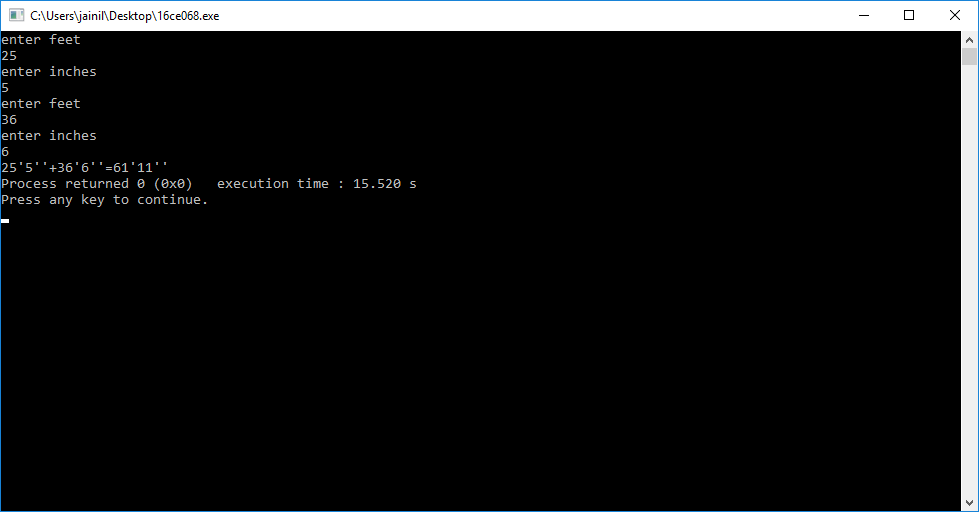 C:\Users\jainil\Desktop\16ce068.exe
enter feet
25
enter inches
5
enter feet
36
enter inches
6
25'5''+36'6''=61'11''
Process returned 0 (0x0)   execution time : 15.520 s
Press any key to continue.